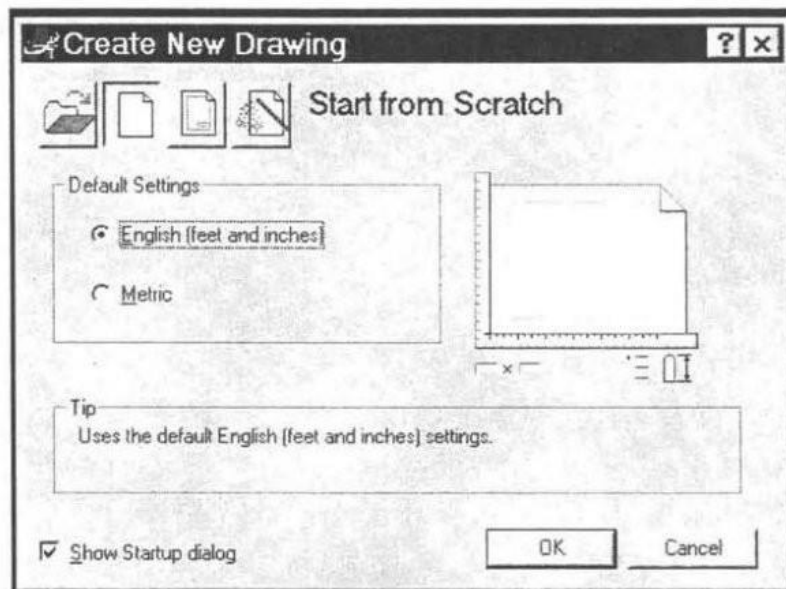 Create New Drawing
Start from Scratch
Default Settings
English (feet and inches)
Metric
Tip
Uses the default English (feet and inches) settings.
Show Startup dialog
OK
Cancel